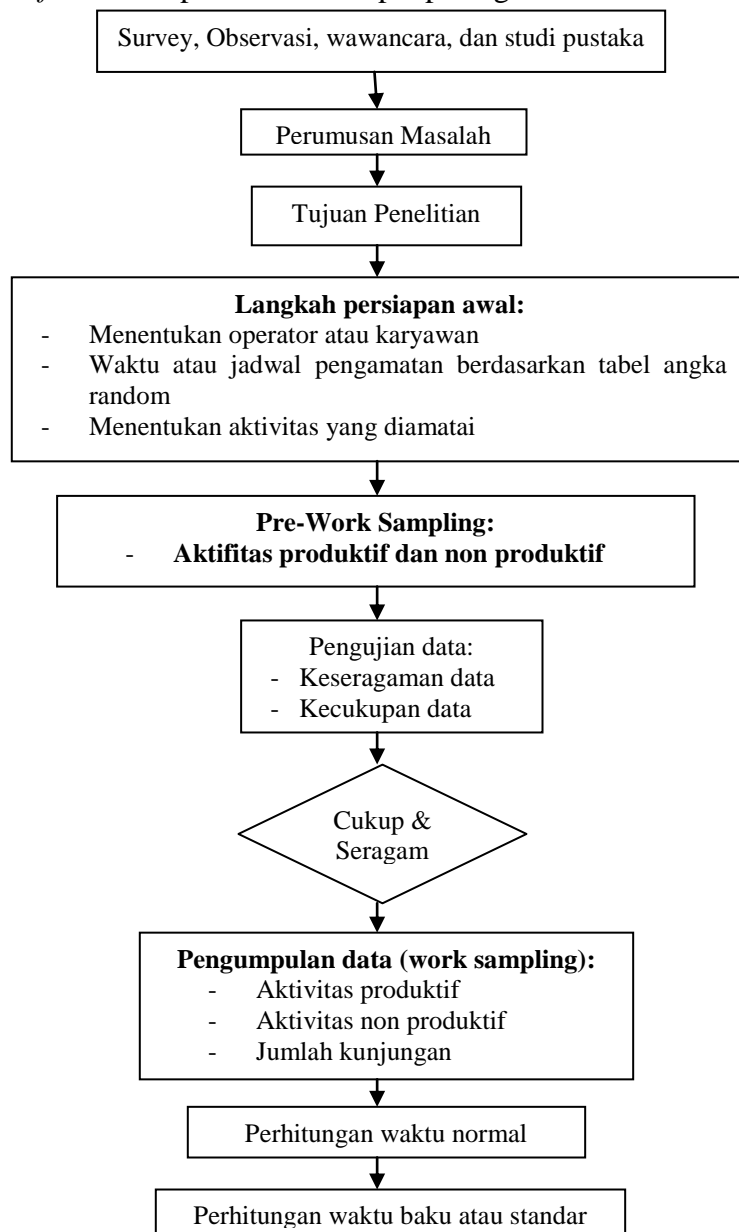 Survey, Observasi, wawancara, dan studi pustaka
Perumusan Masalah
Tujuan Penelitian
Langkah persiapan awal:
- Menentukan operator atau karyawan
- Waktu atau jadwal pengamatan berdasarkan tabel angka
random
- Menentukan aktivitas yang diamatai
Pre-Work Sampling:
- Aktifitas produktif dan non produktif
Pengujian data:
- Keseragaman data
- Kecukupan data
Cukup &
Seragam
Pengumpulan data (work sampling):
- Aktivitas produktif
- Aktivitas non produktif
- Jumlah kunjungan
Perhitungan waktu normal
Perhitungan waktu baku atau standar